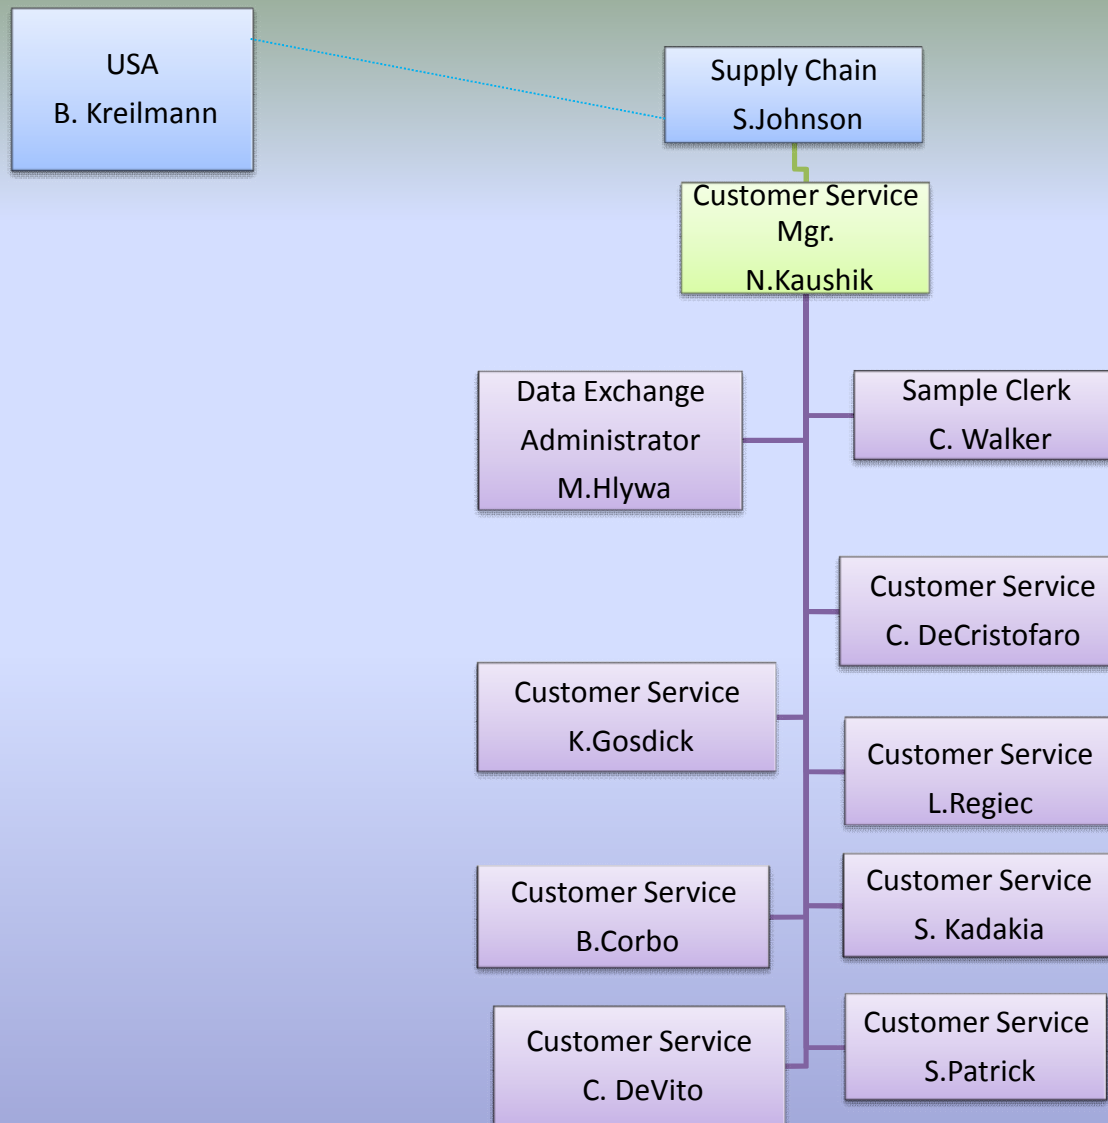 USA
B. Kreilmann
Supply Chain
S.Johnson
Customer Service
Mgr.
N.Kaushik
Data Exchange
Administrator
M.Hlywa
Sample Clerk
C. Walker
Customer Service
C. DeCristofaro
Customer Service
K.Gosdick
Customer Service
L.Regiec
Customer Service
B.Corbo
Customer Service
S. Kadakia
Customer Service
C. DeVito
Customer Service
S.Patrick